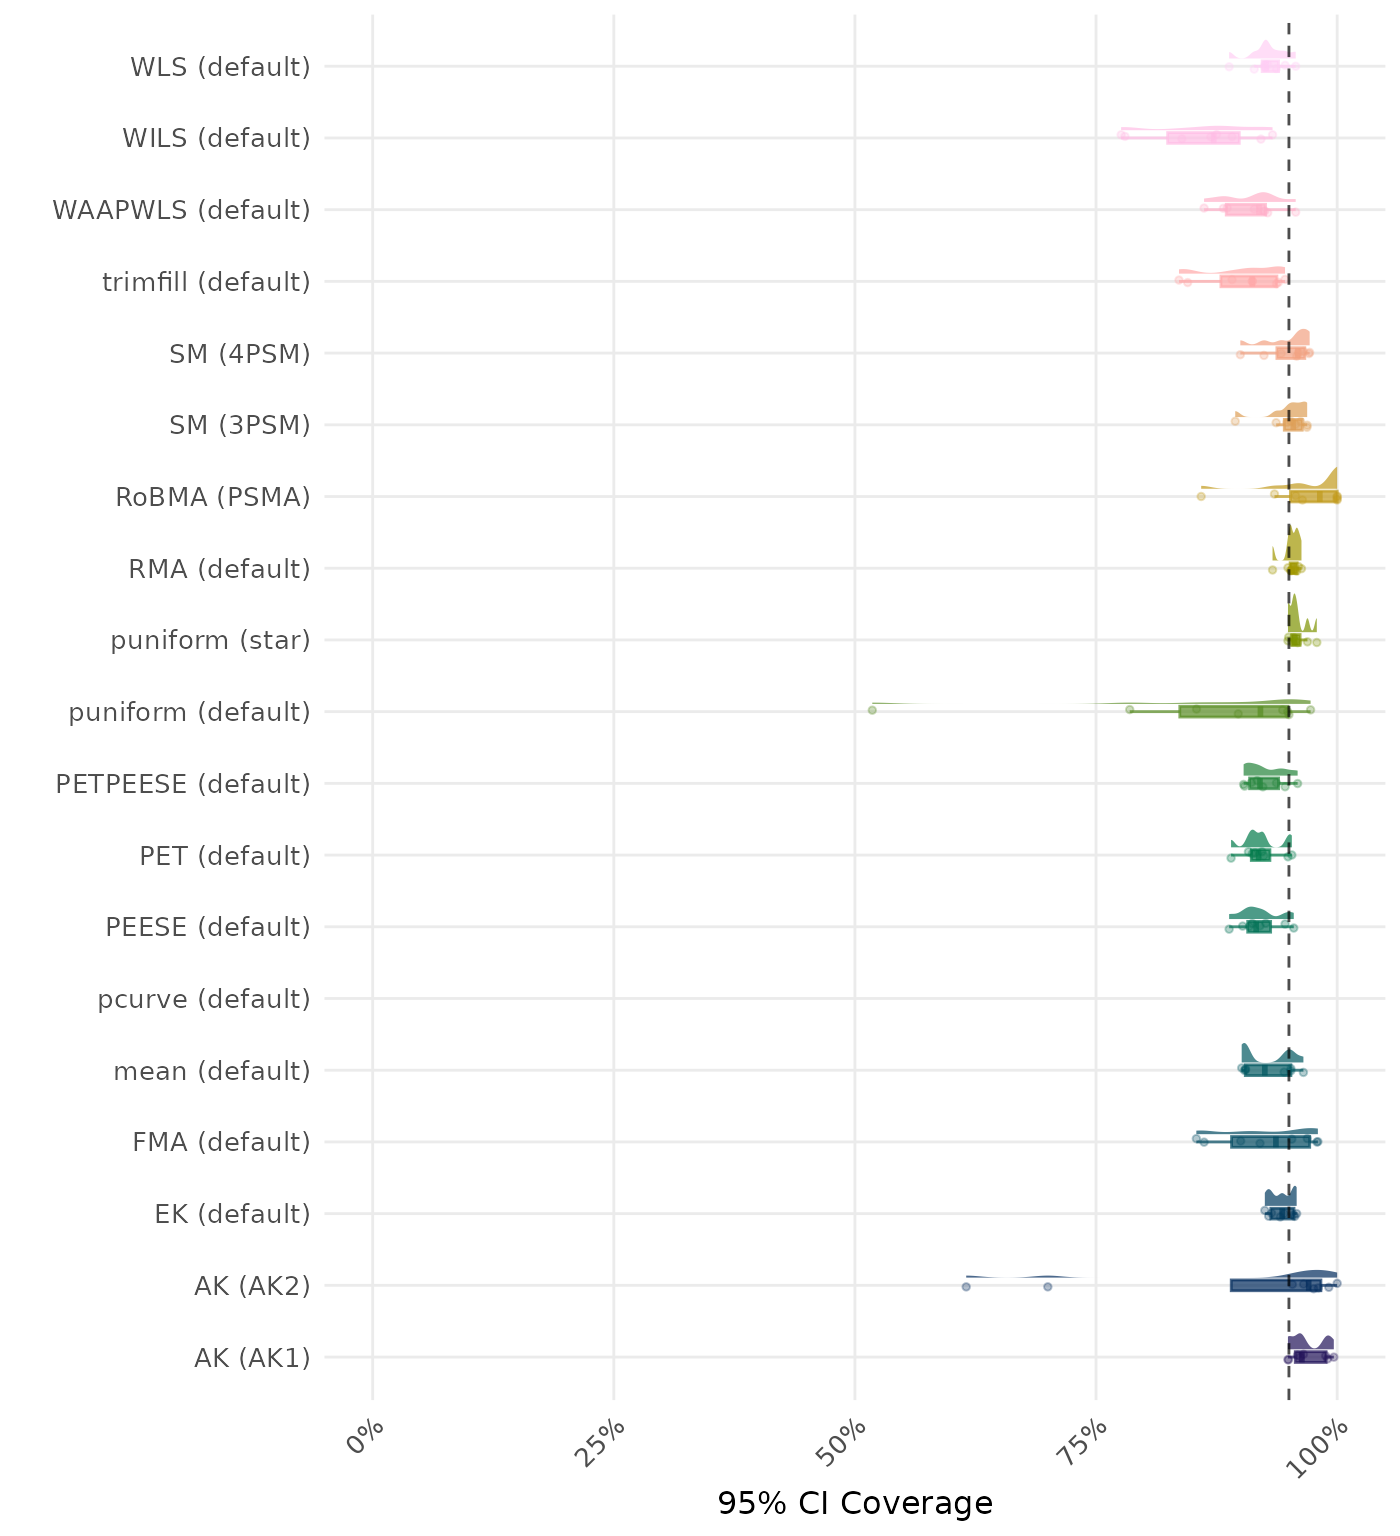 WLS (default)
WILS (default)
WAAPWLS (default)
trimfill (default)
SM (4PSM)
SM (3PSM)
RoBMA (PSMA)
RMA (default)
puniform (star)
puniform (default)
PETPEESE (default)
PET (default)
PEESE (default)
pcurve (default)
mean (default)
FMA (default)
EK (default)
AK (AK2)
AK (AK1)
0% 25% 50% 75% 100%
95% CI Coverage